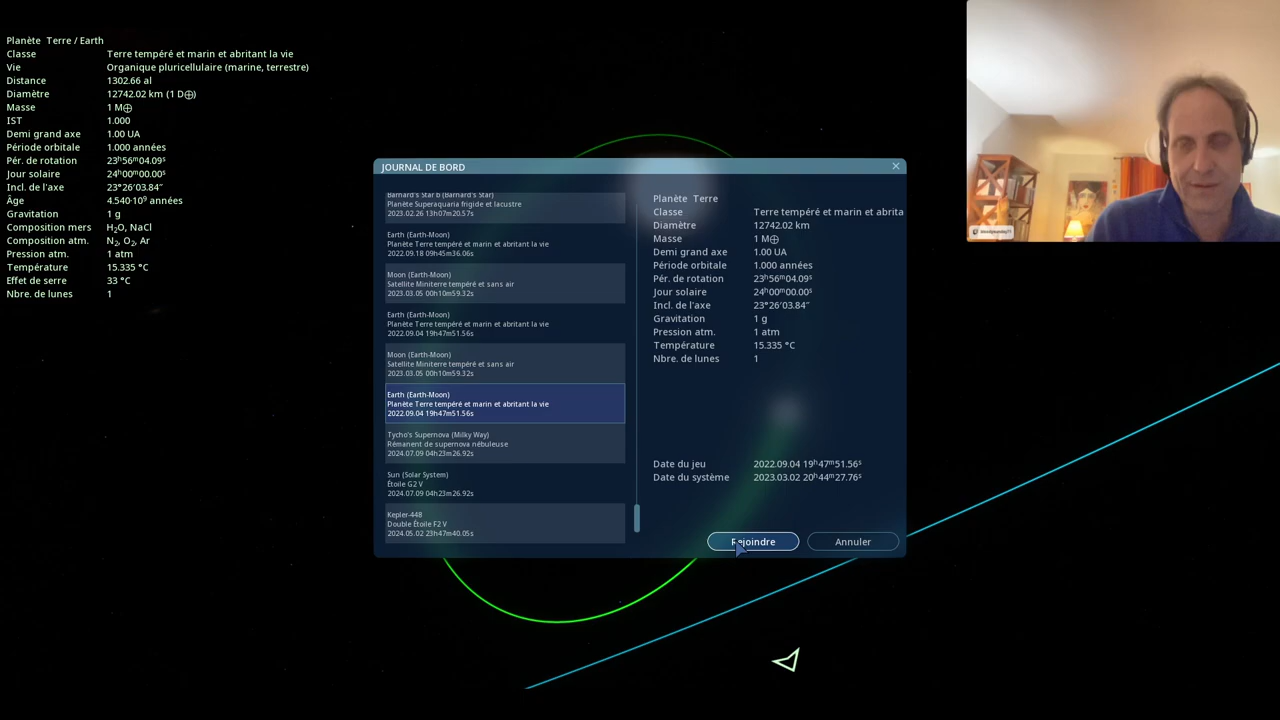 Planète Terre / Earth
Classe Terre tempéré et marin et abritant la vie
Vie Organique pluricellulaire (marine, terrestre)
Distance 1302.66 al
Diamètre 12742.02 km (1 D⊕)
Masse 1 M⊕
IST 1.000
Demi grand axe 1.00 UA
Période orbitale 1.000 années
Pér. de rotation 23ʰ56ᵐ04.09ˢ
Jour solaire 24ʰ00ᵐ00.00ˢ
Incl. de l'axe 23°26′03.84″
Âge 4.540·10⁹ années
Gravitation 1 g
Composition mers H₂O, NaCl
Composition atm. N₂, O₂, Ar
Pression atm. 1 atm
Température 15.335 °C
Effet de serre 33 °C
Nbre. de lunes 1
JOURNAL DE BORD
Barnard's Star b (Barnard's Star)
Planète Superaquaria frigide et lacustre
2023.02.26 13h07m20.57s
Earth (Earth-Moon)
Planète Terre tempéré et marin et abritant la vie
2022.09.18 09h45m36.06s
Moon (Earth-Moon)
Satellite Miniterre tempéré et sans air
2023.03.05 00h10m59.32s
Earth (Earth-Moon)
Planète Terre tempéré et marin et abritant la vie
2022.09.04 19h47m51.56s
Moon (Earth-Moon)
Satellite Miniterre tempéré et sans air
2023.03.05 00h10m59.32s
Earth (Earth-Moon)
Planète Terre tempéré et marin et abritant la vie
2022.09.04 19h47m51.56s
Tycho's Supernova (Milky Way)
Rémanent de supernova nébuleuse
2024.07.09 04h23m26.92s
Sun (Solar System)
Étoile G2 V
2024.07.09 04h23m26.92s
Kepler-448
Double Étoile F2 V
2024.05.02 23h47m40.05s
Planète Terre
Classe Terre tempéré et marin et abrita
Diamètre 12742.02 km
Masse 1 M⊕
Demi grand axe 1.00 UA
Période orbitale 1.000 années
Pér. de rotation 23ʰ56ᵐ04.09ˢ
Jour solaire 24ʰ00ᵐ00.00ˢ
Incl. de l'axe 23°26′03.84″
Gravitation 1 g
Pression atm. 1 atm
Température 15.335 °C
Nbre. de lunes 1
Date du jeu 2022.09.04 19ʰ47ᵐ51.56ˢ
Date du système 2023.03.02 20ʰ44ᵐ27.76ˢ
Rejoindre
Annuler